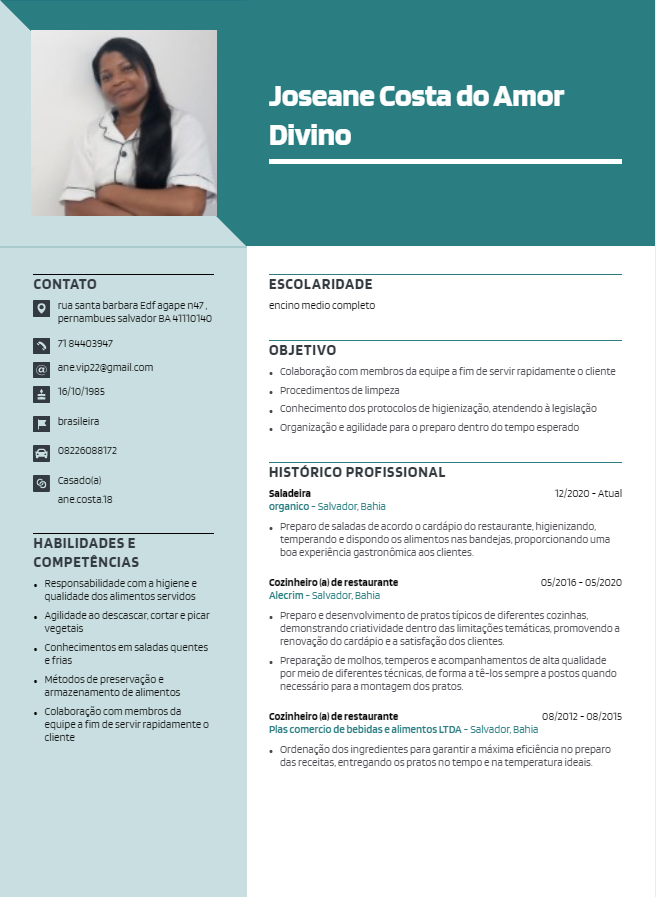 Joseane Costa do Amor
Divino
CONTATO
rua santa barbara Edf agape n47 ,
pernambues salvador BA 41110140
71 84403947
ane.vip22@gmail.com
16/10/1985
brasileira
08226088172
Casado(a)
ane.costa.18
HABILIDADES E
COMPETÊNCIAS
• Responsabilidade com a higiene e
qualidade dos alimentos servidos
• Agilidade ao descascar, cortar e picar
vegetais
• Conhecimentos em saladas quentes
e frias
• Métodos de preservação e
armazenamento de alimentos
• Colaboração com membros da
equipe a fim de servir rapidamente o
cliente
ESCOLARIDADE
encino medio completo
OBJETIVO
• Colaboração com membros da equipe a fim de servir rapidamente o cliente
• Procedimentos de limpeza
• Conhecimento dos protocolos de higienização, atendendo à legislação
• Organização e agilidade para o preparo dentro do tempo esperado
HISTÓRICO PROFISSIONAL
Saladeira 12/2020 - Atual
organico – Salvador, Bahia
• Preparo de saladas de acordo o cardápio do restaurante, higienizando,
temperando e dispondo os alimentos nas bandejas, proporcionando uma
boa experiência gastronômica aos clientes.
Cozinheiro (a) de restaurante 05/2016 - 05/2020
Alecrim – Salvador, Bahia
• Preparo e desenvolvimento de pratos típicos de diferentes cozinhas,
demonstrando criatividade dentro das limitações temáticas, promovendo a
renovação do cardápio e a satisfação dos clientes.
• Preparação de molhos, temperos e acompanhamentos de alta qualidade
por meio de diferentes técnicas, de forma a tê-los sempre a postos quando
necessário para a montagem dos pratos.
Cozinheiro (a) de restaurante 08/2012 - 08/2015
Plas comercio de bebidas e alimentos LTDA – Salvador, Bahia
• Ordenação dos ingredientes para garantir a máxima eficiência no preparo
das receitas, entregando os pratos no tempo e na temperatura ideais.